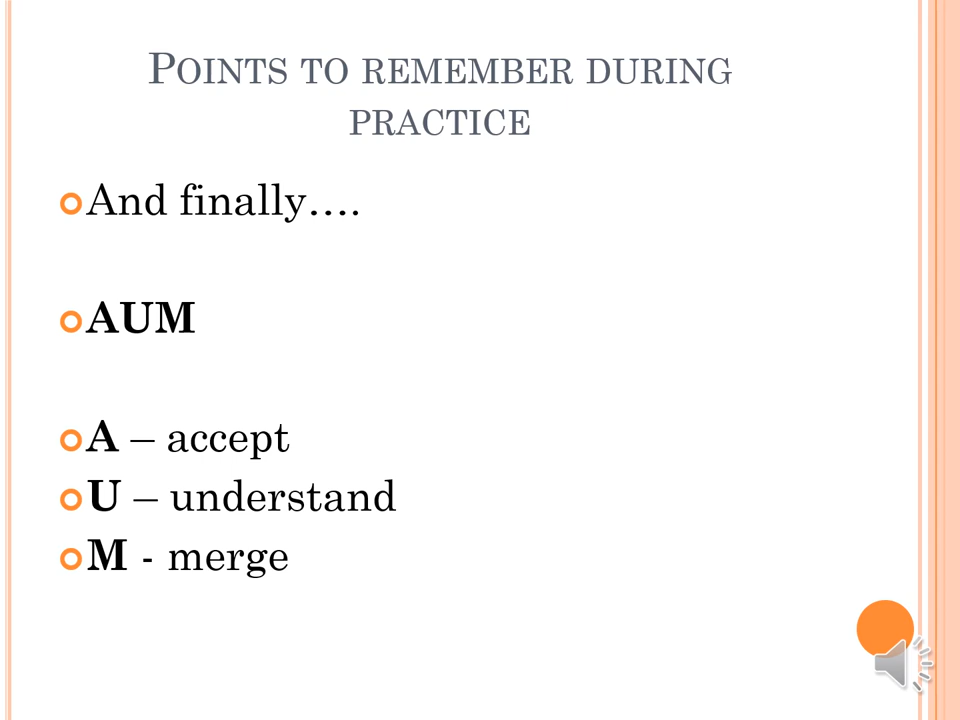 POINTS TO REMEMBER DURING
PRACTICE
And finally….
AUM
A – accept
U – understand
M - merge